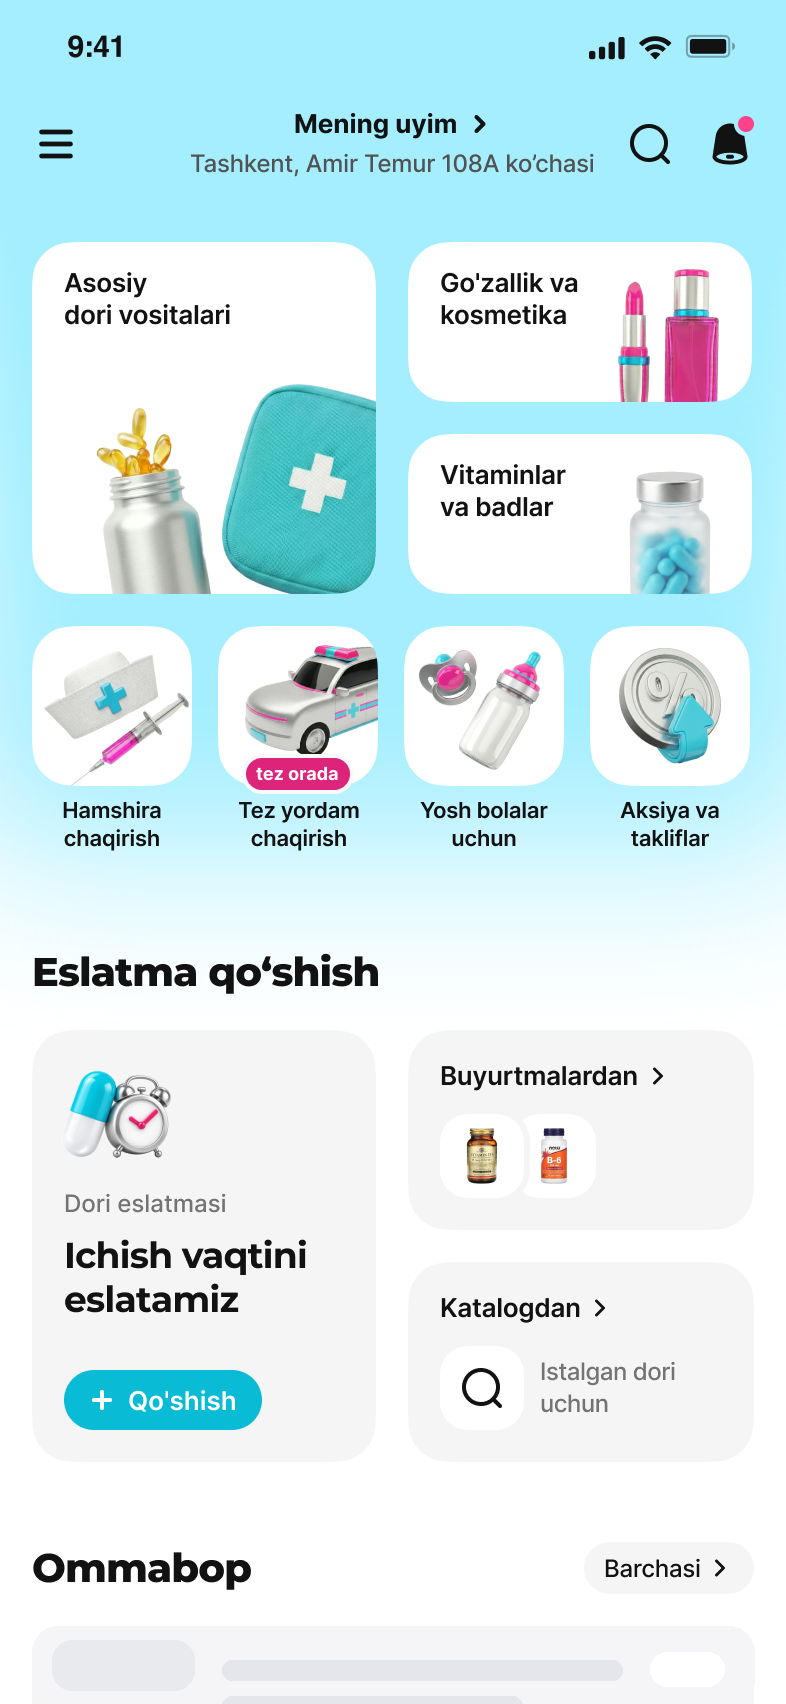 9:41
Mening uyim
Tashkent, Amir Temur 108A ko’chasi
Asosiy
dori vositalari
Go'zallik va
kosmetika
Vitaminlar
va badlar
tez orada
Hamshira
chaqirish
Tez yordam
chaqirish
Yosh bolalar
uchun
Aksiya va
takliflar
Eslatma qo‘shish
Dori eslatmasi
Ichish vaqtini
eslatamiz
Qo'shish
Buyurtmalardan
B-6
Katalogdan
Istalgan dori
uchun
Ommabop
Barchasi